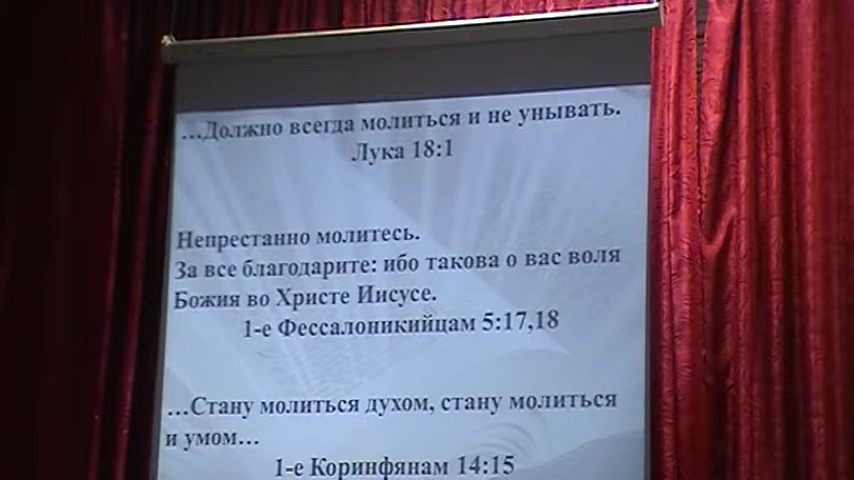 ...Должно всегда молиться и не унывать.
Лука 18:1
Непрестанно молитесь.
За все благодарите: ибо такова о вас воля
Божия во Христе Иисусе.
1-е Фессалоникийцам 5:17,18
...Стану молиться духом, стану молиться
и умом...
1-е Коринфянам 14:15